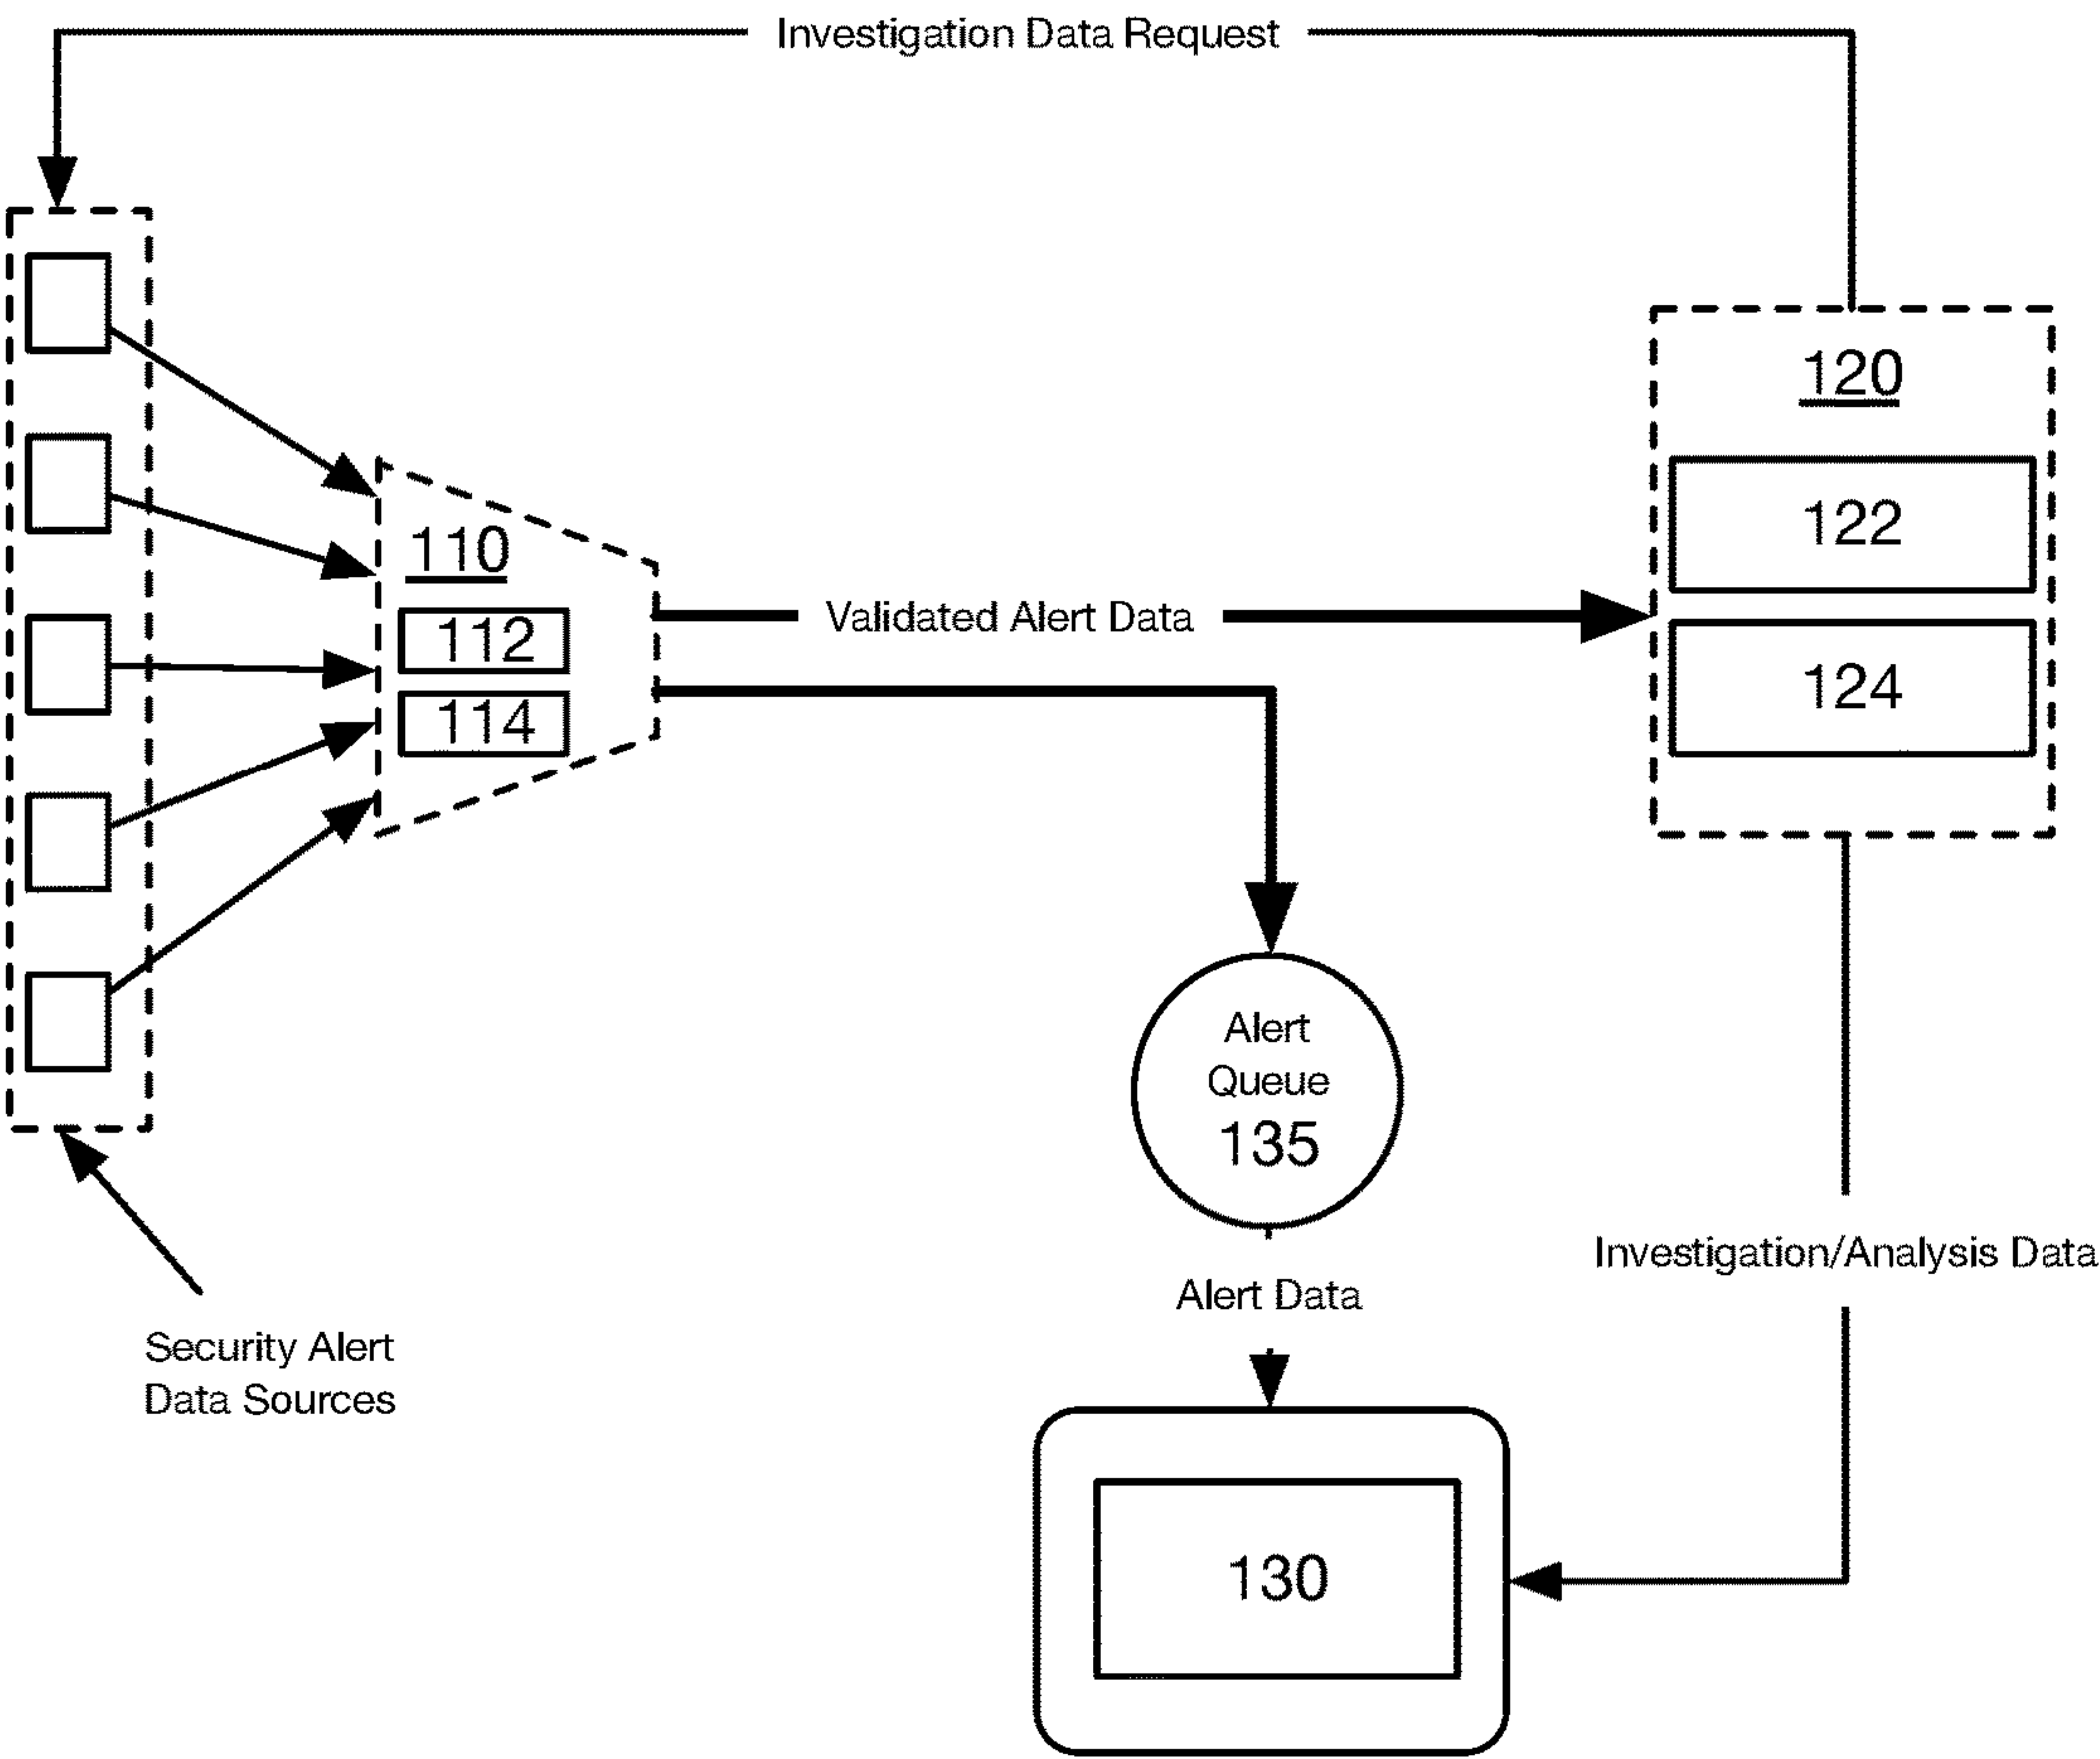 Investigation Data Request
120
122
110
Validated Alert Data
112
124
114
Alert
Queue
135
Investigation/Analysis Data
Alert Data
Security Alert
Data Sources
130